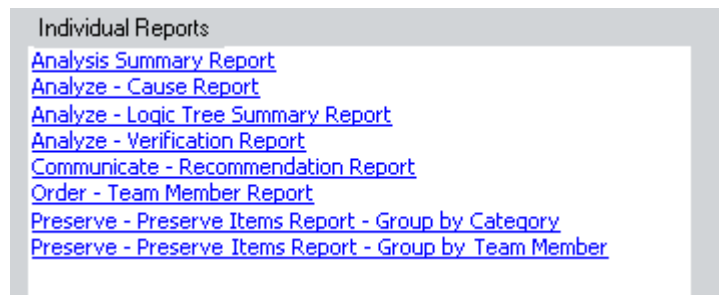 Individual Reports
Analysis Summary Report
Analyze - Cause Report
Analyze - Logic Tree Summary Report
Analyze - Verification Report
Communicate - Recommendation Report
Order - Team Member Report
Preserve - Preserve Items Report - Group by Category
Preserve - Preserve Items Report - Group by Team Member